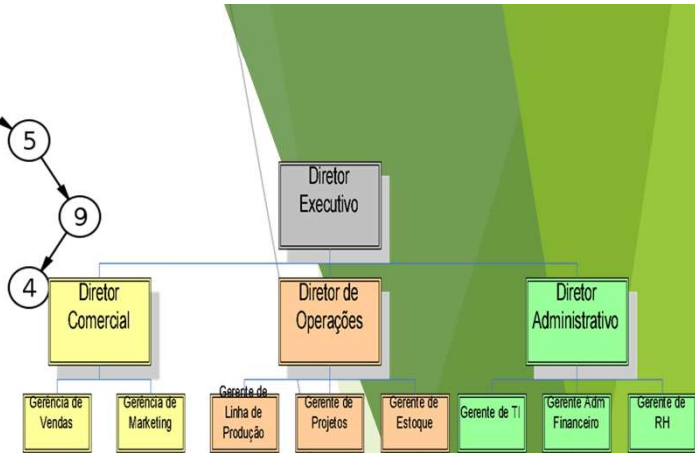 5
9
4
Diretor
Executivo
Diretor
Comercial
Diretor de
Operações
Diretor
Administrativo
Gerência de
Vendas
Gerência de
Marketing
Gerente de
Linha de
Produção
Gerente de
Projetos
Gerente de
Estoque
Gerente de TI
Gerente Adm
Financeiro
Gerente de
RH